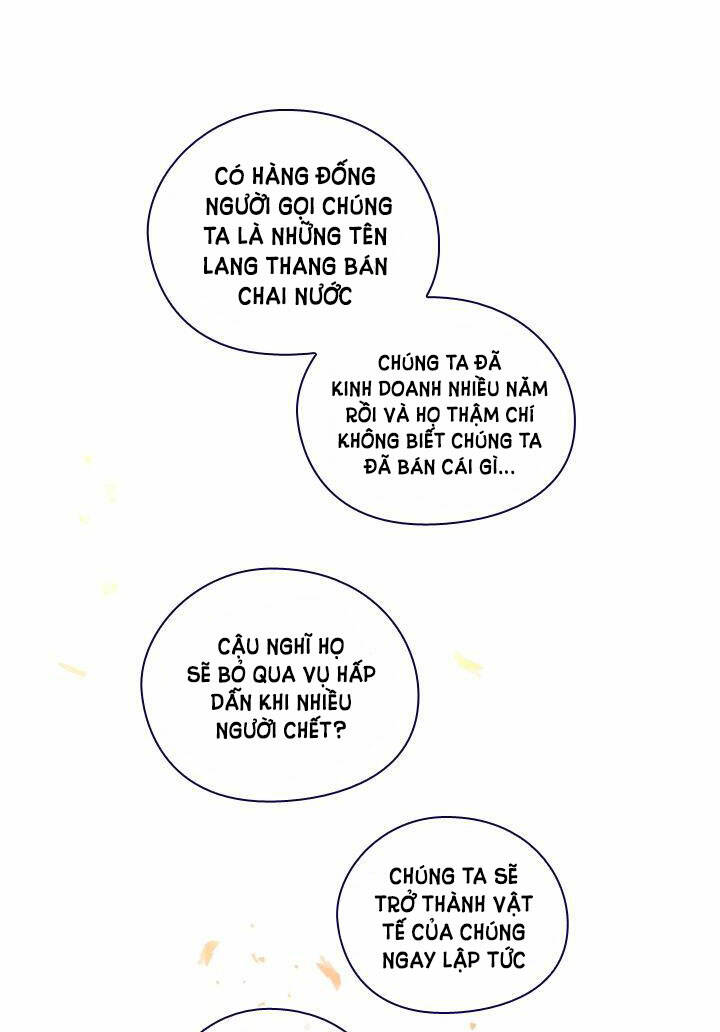 CÓ HÀNG ĐỐNG
NGƯỜI GỌI CHÚNG
TA LÀ NHỮNG TÊN
LANG THANG BÁN
CHAI NƯỚC
CHÚNG TA ĐÃ
KINH DOANH NHIỀU NĂM
RỒI VÀ HỌ THẬM CHÍ
KHÔNG BIẾT CHÚNG TA
ĐÃ BÁN CÁI GÌ...
CẬU NGHĨ HỌ
SẼ BỎ QUA VỤ HẤP
DẪN KHI NHIỀU
NGƯỜI CHẾT?
CHÚNG TA SẼ
TRỞ THÀNH VẬT
TẾ CỦA CHÚNG
NGAY LẬP TỨC